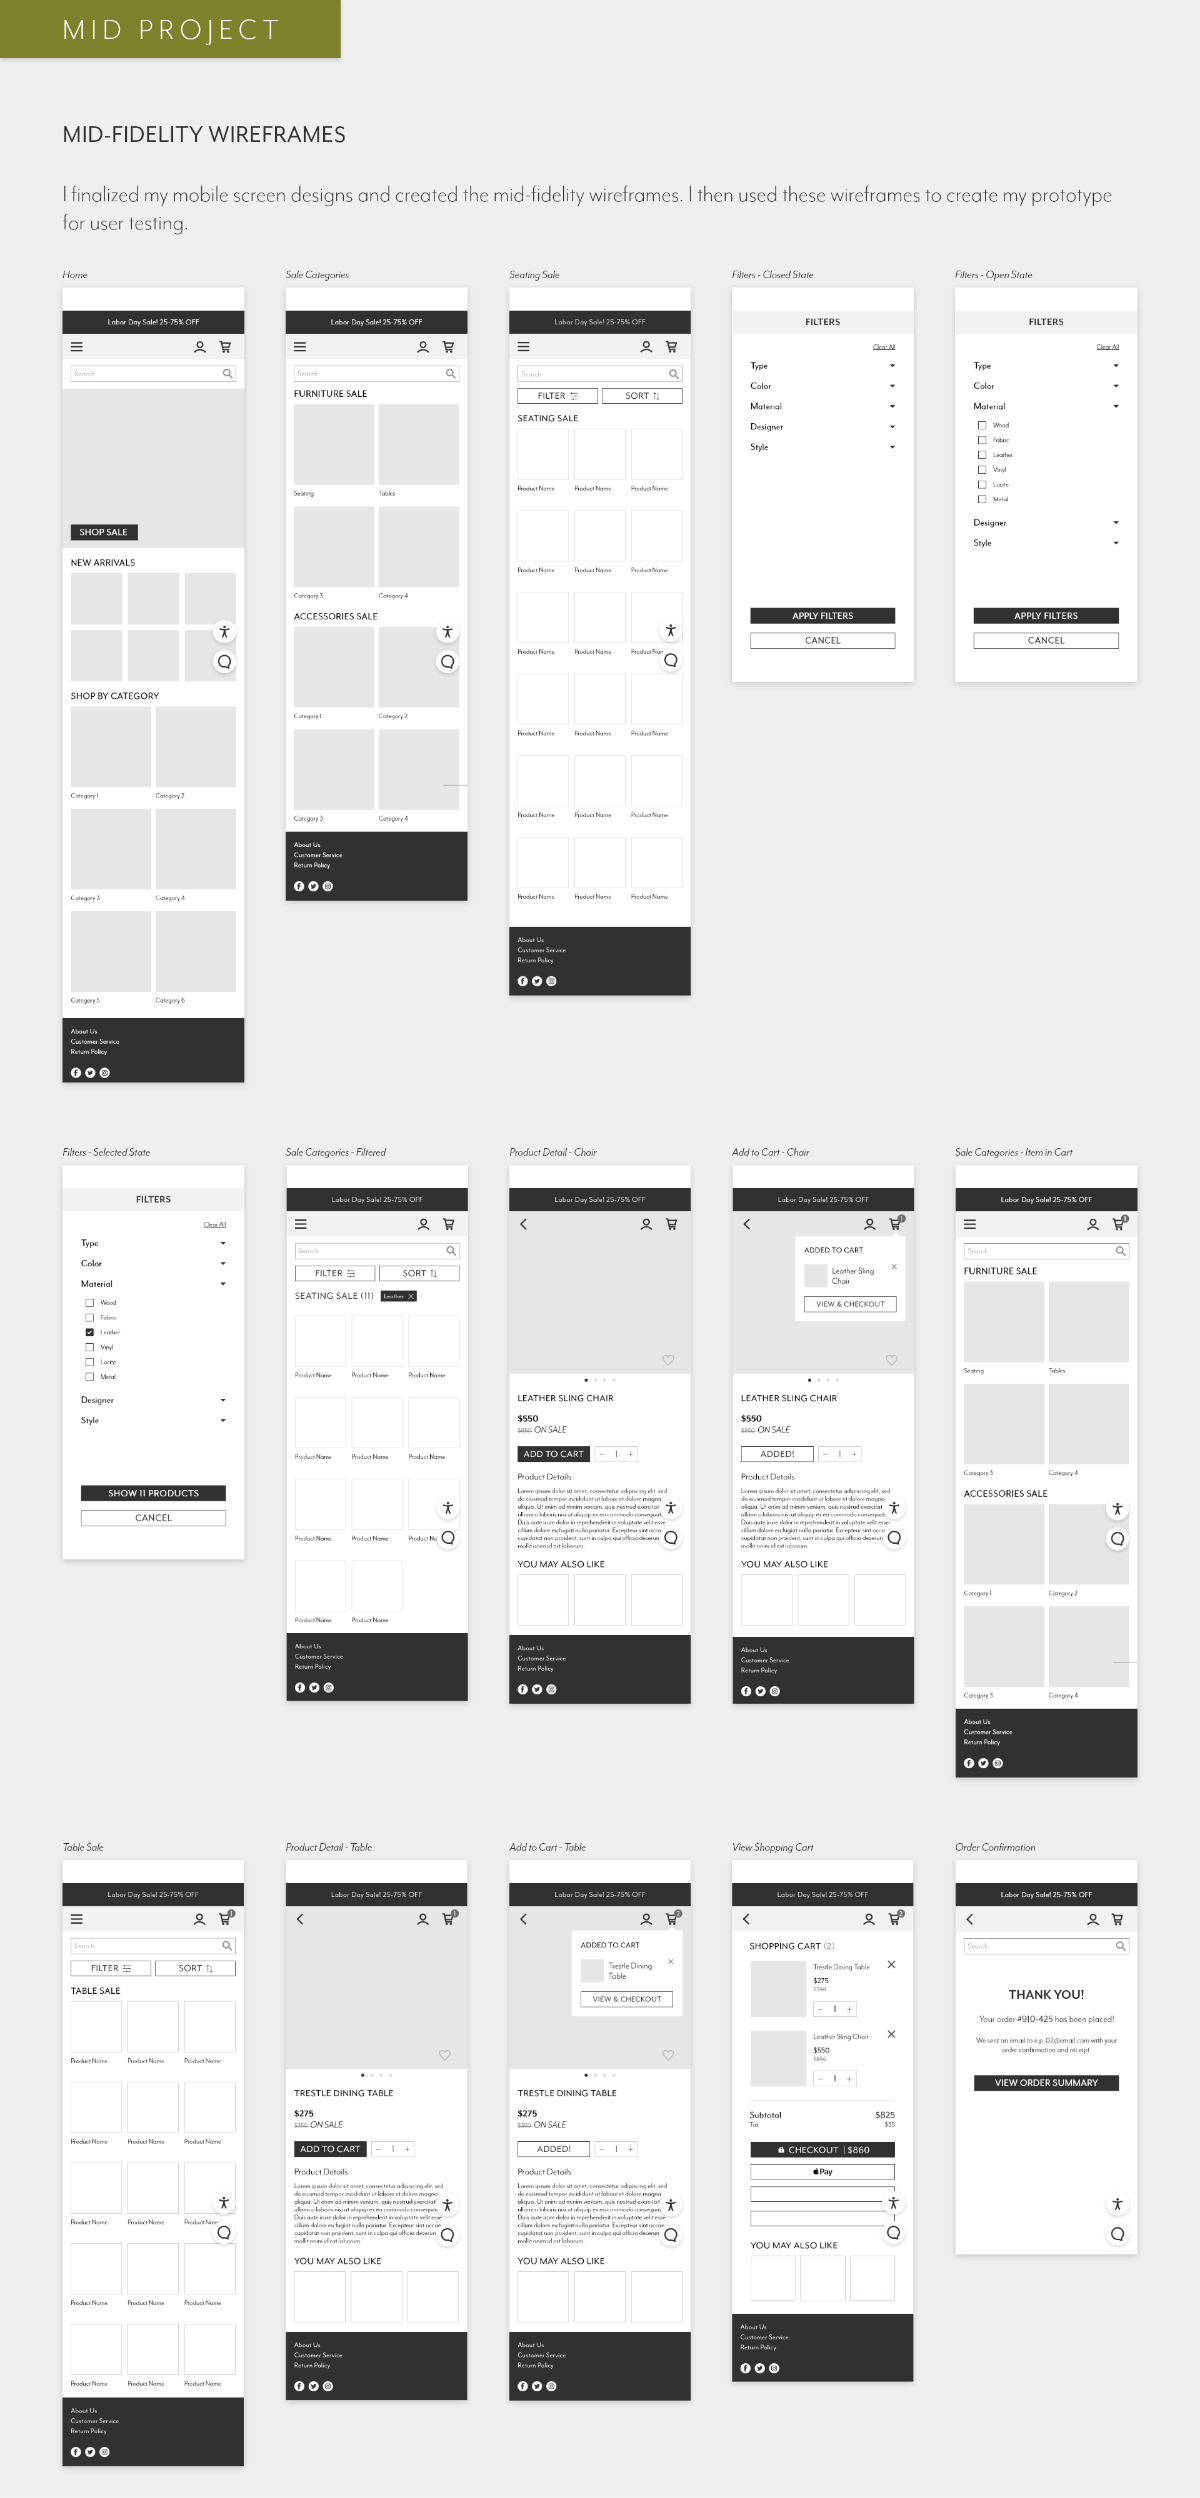 MID PROJECT
MID-FIDELITY WIREFRAMES
I finalized my mobile screen designs and created the mid-fidelity wireframes. I then used these wireframes to create my prototype
for user testing.
Home
Labor Day Sale! 25-75% OFF
Search
SHOP SALE
NEW ARRIVALS
SHOP BY CATEGORY
Category 1 Category 2
Category 3 Category 4
Category 5 Category 6
About Us
Customer Service
Return Policy
Sale Categories
Labor Day Sale! 25-75% OFF
Search
FURNITURE SALE
Seating Tables
Category 3 Category 4
ACCESSORIES SALE
Category 1 Category 2
Category 3 Category 4
About Us
Customer Service
Return Policy
Seating Sale
Labor Day Sale! 25-75% OFF
Search
FILTER SORT
SEATING SALE
Product Name Product Name Product Name
Product Name Product Name Product Name
Product Name Product Name Product Nam
Product Name Product Name Product Name
Product Name Product Name Product Name
Product Name Product Name Product Name
About Us
Customer Service
Return Policy
Filters - Closed State
FILTERS
Clear All
Type
Color
Material
Designer
Style
APPLY FILTERS
CANCEL
Filters - Open State
FILTERS
Clear All
Type
Color
Material
Wood
Fabric
Leather
Vinyl
Lucite
Metal
Designer
Style
APPLY FILTERS
CANCEL
Filters - Selected State
FILTERS
Clear All
Type
Color
Material
Wood
Fabric
Leather
Vinyl
Lucite
Metal
Designer
Style
SHOW 11 PRODUCTS
CANCEL
Sale Categories - Filtered
Labor Day Sale! 25-75% OFF
Search
FILTER SORT
SEATING SALE (11) Leather X
Product Name Product Name Product Name
Product Name Product Name Product Name
Product Name Product Name Product N
Product Name Product Name
About Us
Customer Service
Return Policy
Product Detail - Chair
Labor Day Sale! 25-75% OFF
LEATHER SLING CHAIR
$550
$850 ON SALE
ADD TO CART − 1 +
Product Details
Lorem ipsum dolor sit amet, consectetur adipiscing elit, sed
do eiusmod tempor incididunt ut labore et dolore magna
aliqua. Ut enim ad minim veniam, quis nostrud exercitat
ullamco laboris nisi ut aliquip ex ea commodo consequat.
Duis aute irure dolor in reprehenderit in voluptate velit esse
cillum dolore eu fugiat nulla pariatur. Excepteur sint occa
cupidatat non proident, sunt in culpa qui officia deserun
mollit anim id est laborum.
YOU MAY ALSO LIKE
About Us
Customer Service
Return Policy
Add to Cart - Chair
Labor Day Sale! 25-75% OFF
1
ADDED TO CART
Leather Sling
Chair
VIEW & CHECKOUT
LEATHER SLING CHAIR
$550
$850 ON SALE
ADDED! − 1 +
Product Details
Lorem ipsum dolor sit amet, consectetur adipiscing elit, sed
do eiusmod tempor incididunt ut labore et dolore magna
aliqua. Ut enim ad minim veniam, quis nostrud exercitat
ullamco laboris nisi ut aliquip ex ea commodo consequat.
Duis aute irure dolor in reprehenderit in voluptate velit esse
cillum dolore eu fugiat nulla pariatur. Excepteur sint occa
cupidatat non proident, sunt in culpa qui officia deserun
mollit anim id est laborum.
YOU MAY ALSO LIKE
About Us
Customer Service
Return Policy
Sale Categories - Item in Cart
Labor Day Sale! 25-75% OFF
1
Search
FURNITURE SALE
Seating Tables
Category 3 Category 4
ACCESSORIES SALE
Category 1 Category 2
Category 3 Category 4
About Us
Customer Service
Return Policy
Table Sale
Labor Day Sale! 25-75% OFF
1
Search
FILTER SORT
TABLE SALE
Product Name Product Name Product Name
Product Name Product Name Product Name
Product Name Product Name Product Nam
Product Name Product Name Product Name
Product Name Product Name Product Name
About Us
Customer Service
Return Policy
Product Detail - Table
Labor Day Sale! 25-75% OFF
1
TRESTLE DINING TABLE
$275
$350 ON SALE
ADD TO CART − 1 +
Product Details
Lorem ipsum dolor sit amet, consectetur adipiscing elit, sed
do eiusmod tempor incididunt ut labore et dolore magna
aliqua. Ut enim ad minim veniam, quis nostrud exercitat
ullamco laboris nisi ut aliquip ex ea commodo consequat.
Duis aute irure dolor in reprehenderit in voluptate velit esse
cillum dolore eu fugiat nulla pariatur. Excepteur sint occa
cupidatat non proident, sunt in culpa qui officia deserun
mollit anim id est laborum.
YOU MAY ALSO LIKE
About Us
Customer Service
Return Policy
Add to Cart - Table
Labor Day Sale! 25-75% OFF
2
ADDED TO CART
Trestle Dining
Table
VIEW & CHECKOUT
TRESTLE DINING TABLE
$275
$350 ON SALE
ADDED! − 1 +
Product Details
Lorem ipsum dolor sit amet, consectetur adipiscing elit, sed
do eiusmod tempor incididunt ut labore et dolore magna
aliqua. Ut enim ad minim veniam, quis nostrud exercitat
ullamco laboris nisi ut aliquip ex ea commodo consequat.
Duis aute irure dolor in reprehenderit in voluptate velit esse
cillum dolore eu fugiat nulla pariatur. Excepteur sint occa
cupidatat non proident, sunt in culpa qui officia deserun
mollit anim id est laborum.
YOU MAY ALSO LIKE
About Us
Customer Service
Return Policy
View Shopping Cart
Labor Day Sale! 25-75% OFF
2
SHOPPING CART (2)
Trestle Dining Table
$275
$350
− 1 +
Leather Sling Chair
$550
$850
− 1 +
Subtotal $825
Tax $35
CHECKOUT | $860
Pay
YOU MAY ALSO LIKE
About Us
Customer Service
Return Policy
Order Confirmation
Labor Day Sale! 25-75% OFF
Search
THANK YOU!
Your order #910-425 has been placed!
We sent an email to e.p.02@email.com with your
order confirmation and receipt.
VIEW ORDER SUMMARY